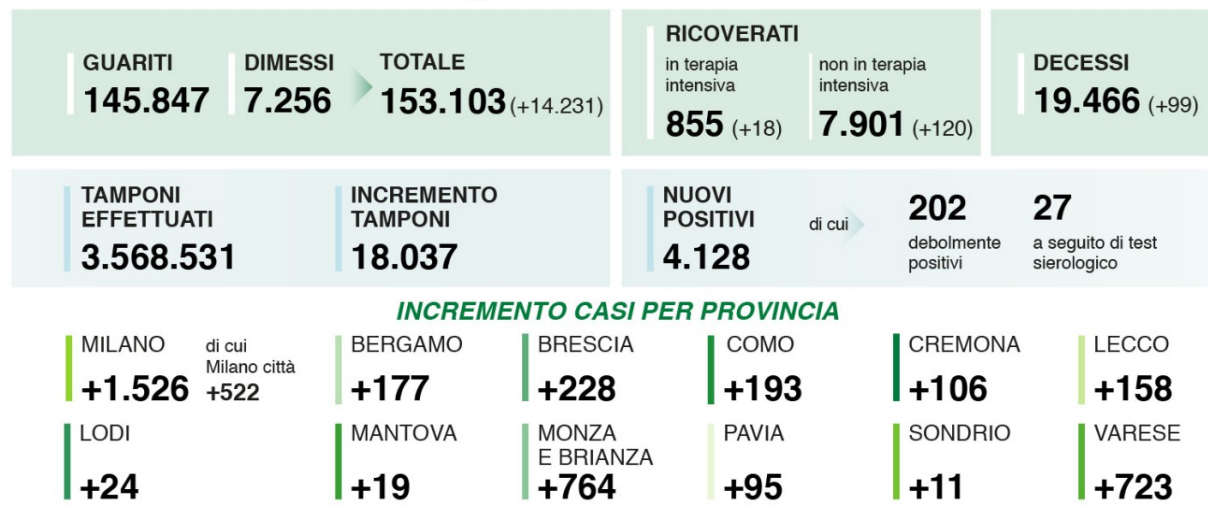 GUARITI
145.847
DIMESSI
7.256
TOTALE
153.103 (+14.231)
RICOVERATI
in terapia
intensiva
855 (+18)
non in terapia
intensiva
7.901 (+120)
DECESSI
19.466 (+99)
TAMPONI
EFFETTUATI
3.568.531
INCREMENTO
TAMPONI
18.037
NUOVI
POSITIVI
4.128
di cui
202
debolmente
positivi
27
a seguito di test
sierologico
INCREMENTO CASI PER PROVINCIA
MILANO
+1.526
di cui
Milano città
+522
BERGAMO
+177
BRESCIA
+228
COMO
+193
CREMONA
+106
LECCO
+158
LODI
+24
MANTOVA
+19
MONZA
E BRIANZA
+764
PAVIA
+95
SONDRIO
+11
VARESE
+723